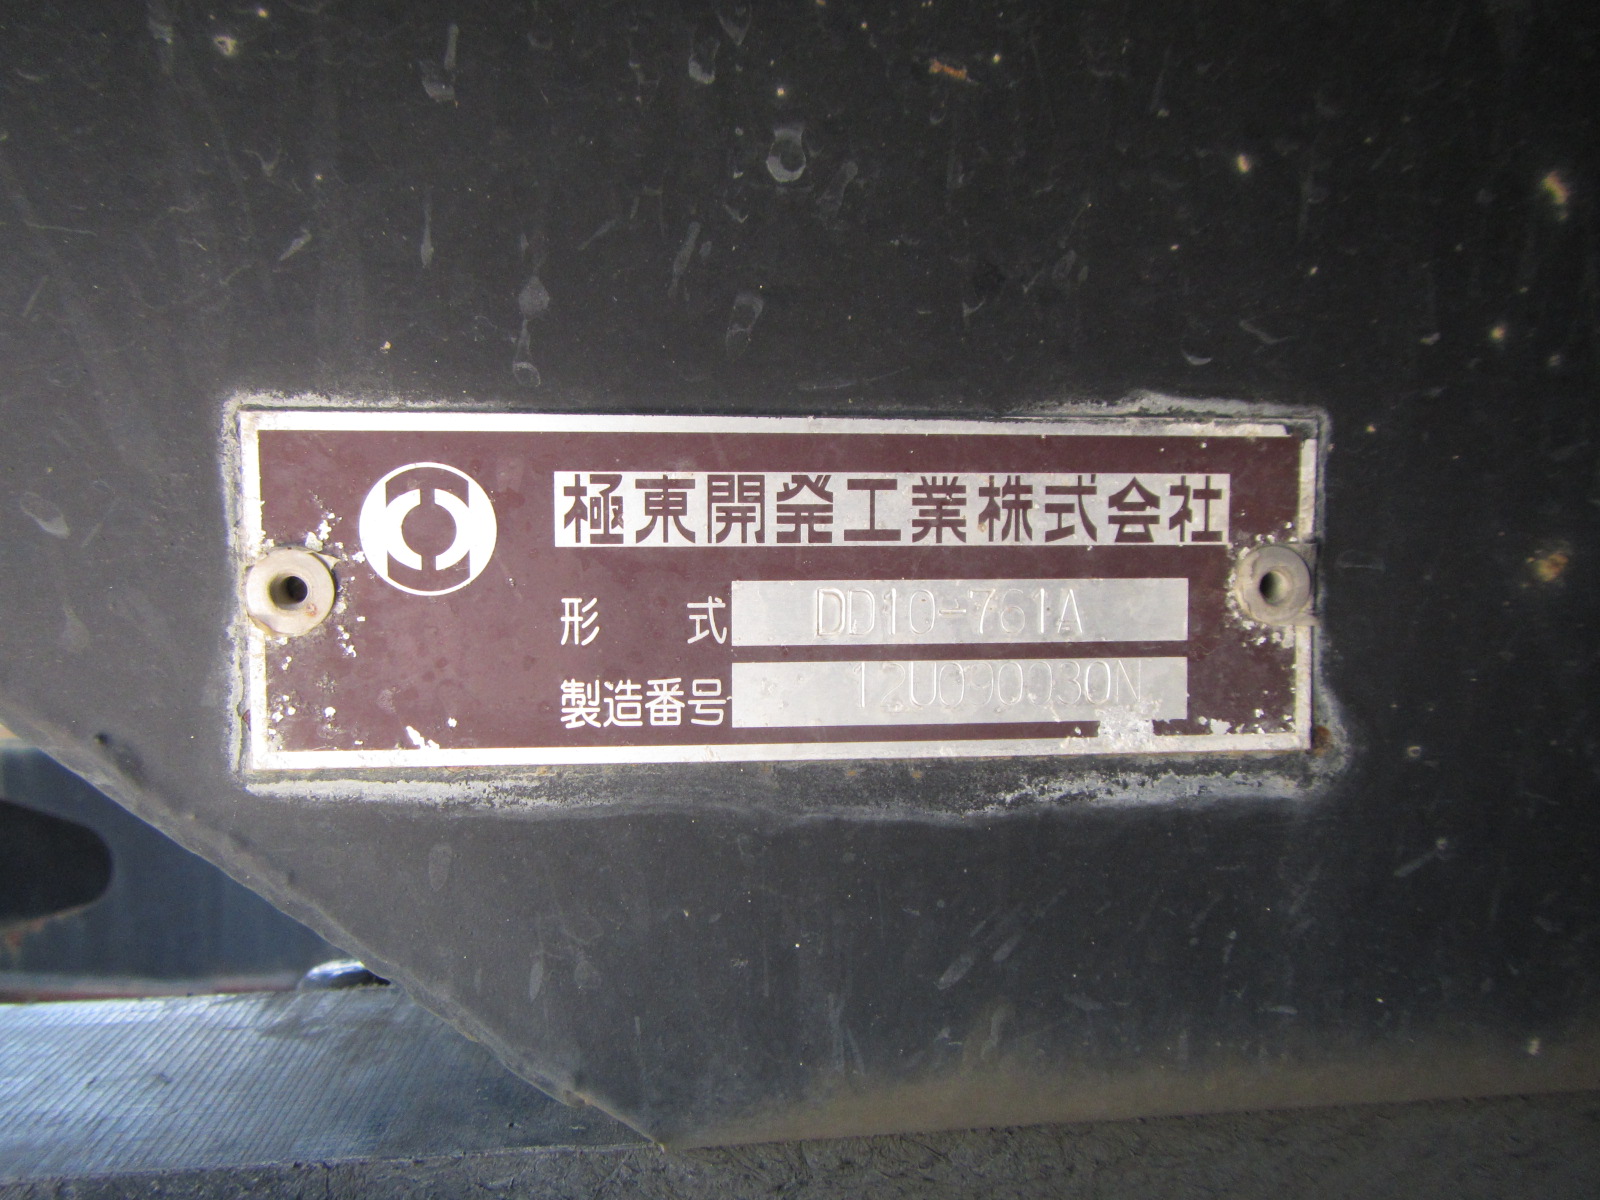 極東開発工業株式会社
形 式 DD10-761A
製造番号 12U090030N